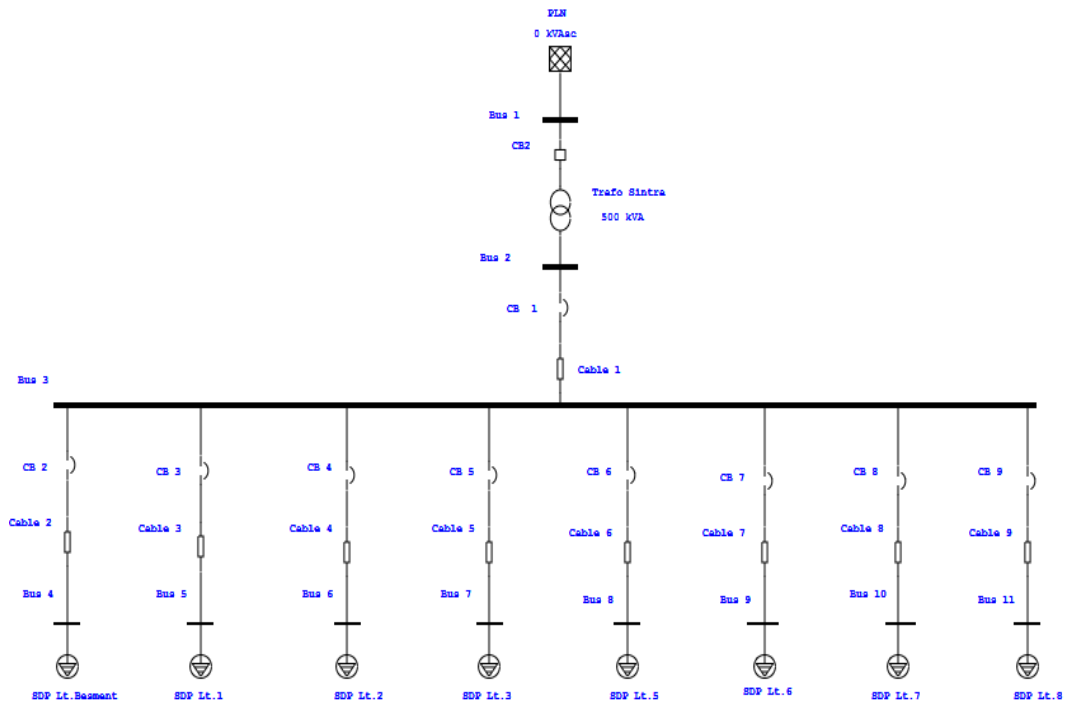 PLN
0 kVAsc
Bus 1
CB2
Trafo Sintra
500 kVA
Bus 2
CB 1
Cable 1
Bus 3
CB 2
CB 3
CB 4
CB 5
CB 6
CB 7
CB 8
CB 9
Cable 2
Cable 3
Cable 4
Cable 5
Cable 6
Cable 7
Cable 8
Cable 9
Bus 4
Bus 5
Bus 6
Bus 7
Bus 8
Bus 9
Bus 10
Bus 11
SDP Lt.Besment
SDP Lt.1
SDP Lt.2
SDP Lt.3
SDP Lt.5
SDP Lt.6
SDP Lt.7
SDP Lt.8